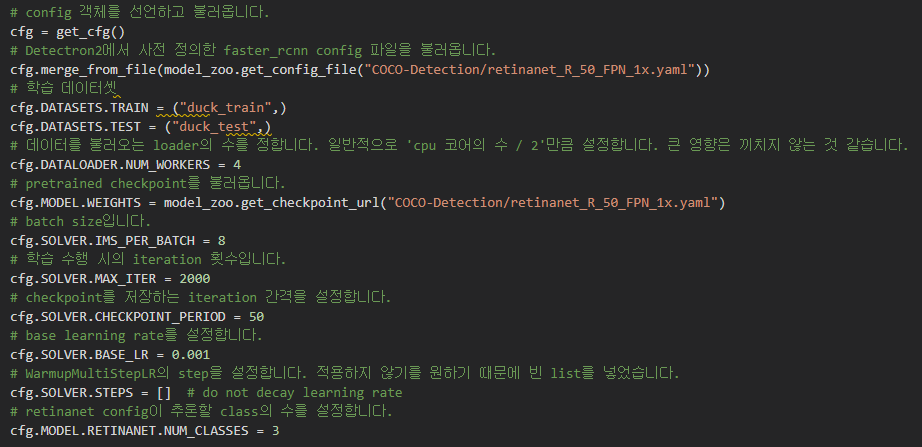 # config 객체를 선언하고 불러옵니다.
cfg = get_cfg()
# Detectron2에서 사전 정의한 faster_rcnn config 파일을 불러옵니다.
cfg.merge_from_file(model_zoo.get_config_file("COCO-Detection/retinanet_R_50_FPN_1x.yaml"))
# 학습 데이터셋
cfg.DATASETS.TRAIN = ("duck_train",)
cfg.DATASETS.TEST = ("duck_test",)
# 데이터를 불러오는 loader의 수를 정합니다. 일반적으로 'cpu 코어의 수 / 2'만큼 설정합니다. 큰 영향은 끼치지 않는 것 같습니다.
cfg.DATALOADER.NUM_WORKERS = 4
# pretrained checkpoint를 불러옵니다.
cfg.MODEL.WEIGHTS = model_zoo.get_checkpoint_url("COCO-Detection/retinanet_R_50_FPN_1x.yaml")
# batch size입니다.
cfg.SOLVER.IMS_PER_BATCH = 8
# 학습 수행 시의 iteration 횟수입니다.
cfg.SOLVER.MAX_ITER = 2000
# checkpoint를 저장하는 iteration 간격을 설정합니다.
cfg.SOLVER.CHECKPOINT_PERIOD = 50
# base learning rate를 설정합니다.
cfg.SOLVER.BASE_LR = 0.001
# WarmupMultiStepLR의 step을 설정합니다. 적용하지 않기를 원하기 때문에 빈 list를 넣었습니다.
cfg.SOLVER.STEPS = []  # do not decay learning rate
# retinanet config이 추론할 class의 수를 설정합니다.
cfg.MODEL.RETINANET.NUM_CLASSES = 3